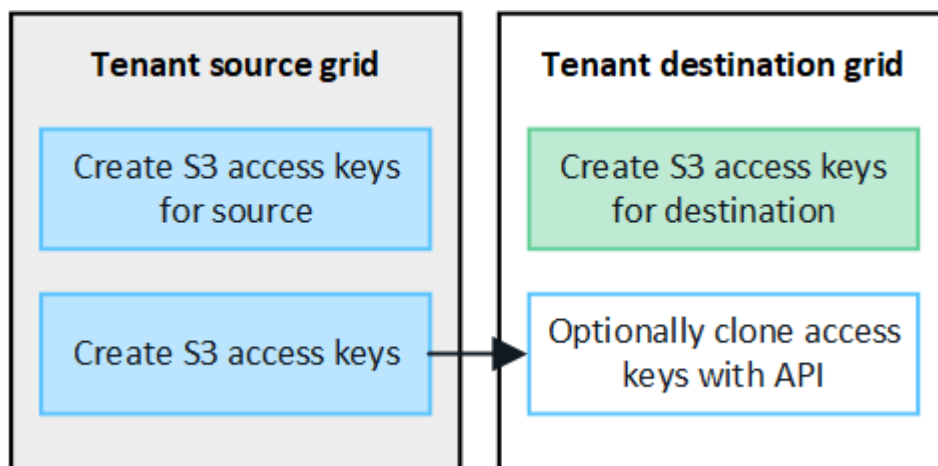 Tenant source grid
Create S3 access keys
for source
Create S3 access keys
Tenant destination grid
Create S3 access keys
for destination
Optionally clone access
keys with API